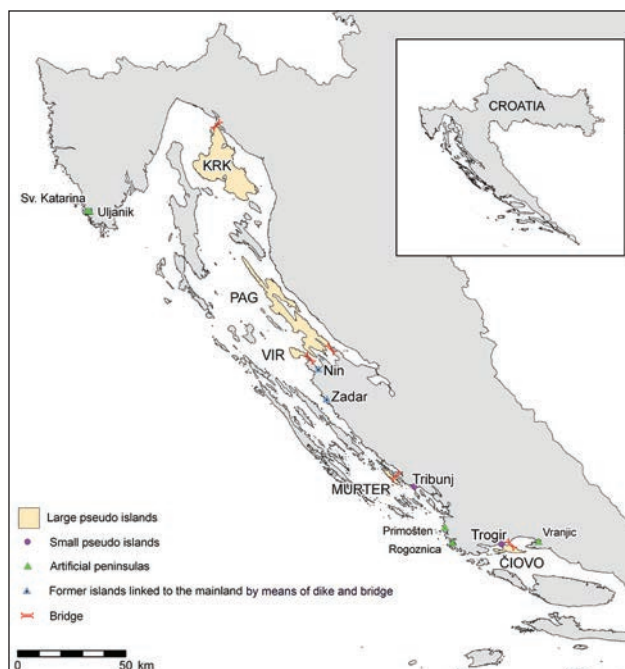 CROATIA
KRK
Sv. Katarina
Uljanik
PAG
VIR
Nin
Zadar
MURTER
Tribunj
Primošten
Rogoznica
Trogir
Vranjic
ČIOVO
Large pseudo islands
Small pseudo islands
Artificial peninsulas
Former islands linked to the mainland by means of dike and bridge
Bridge
0 50 km